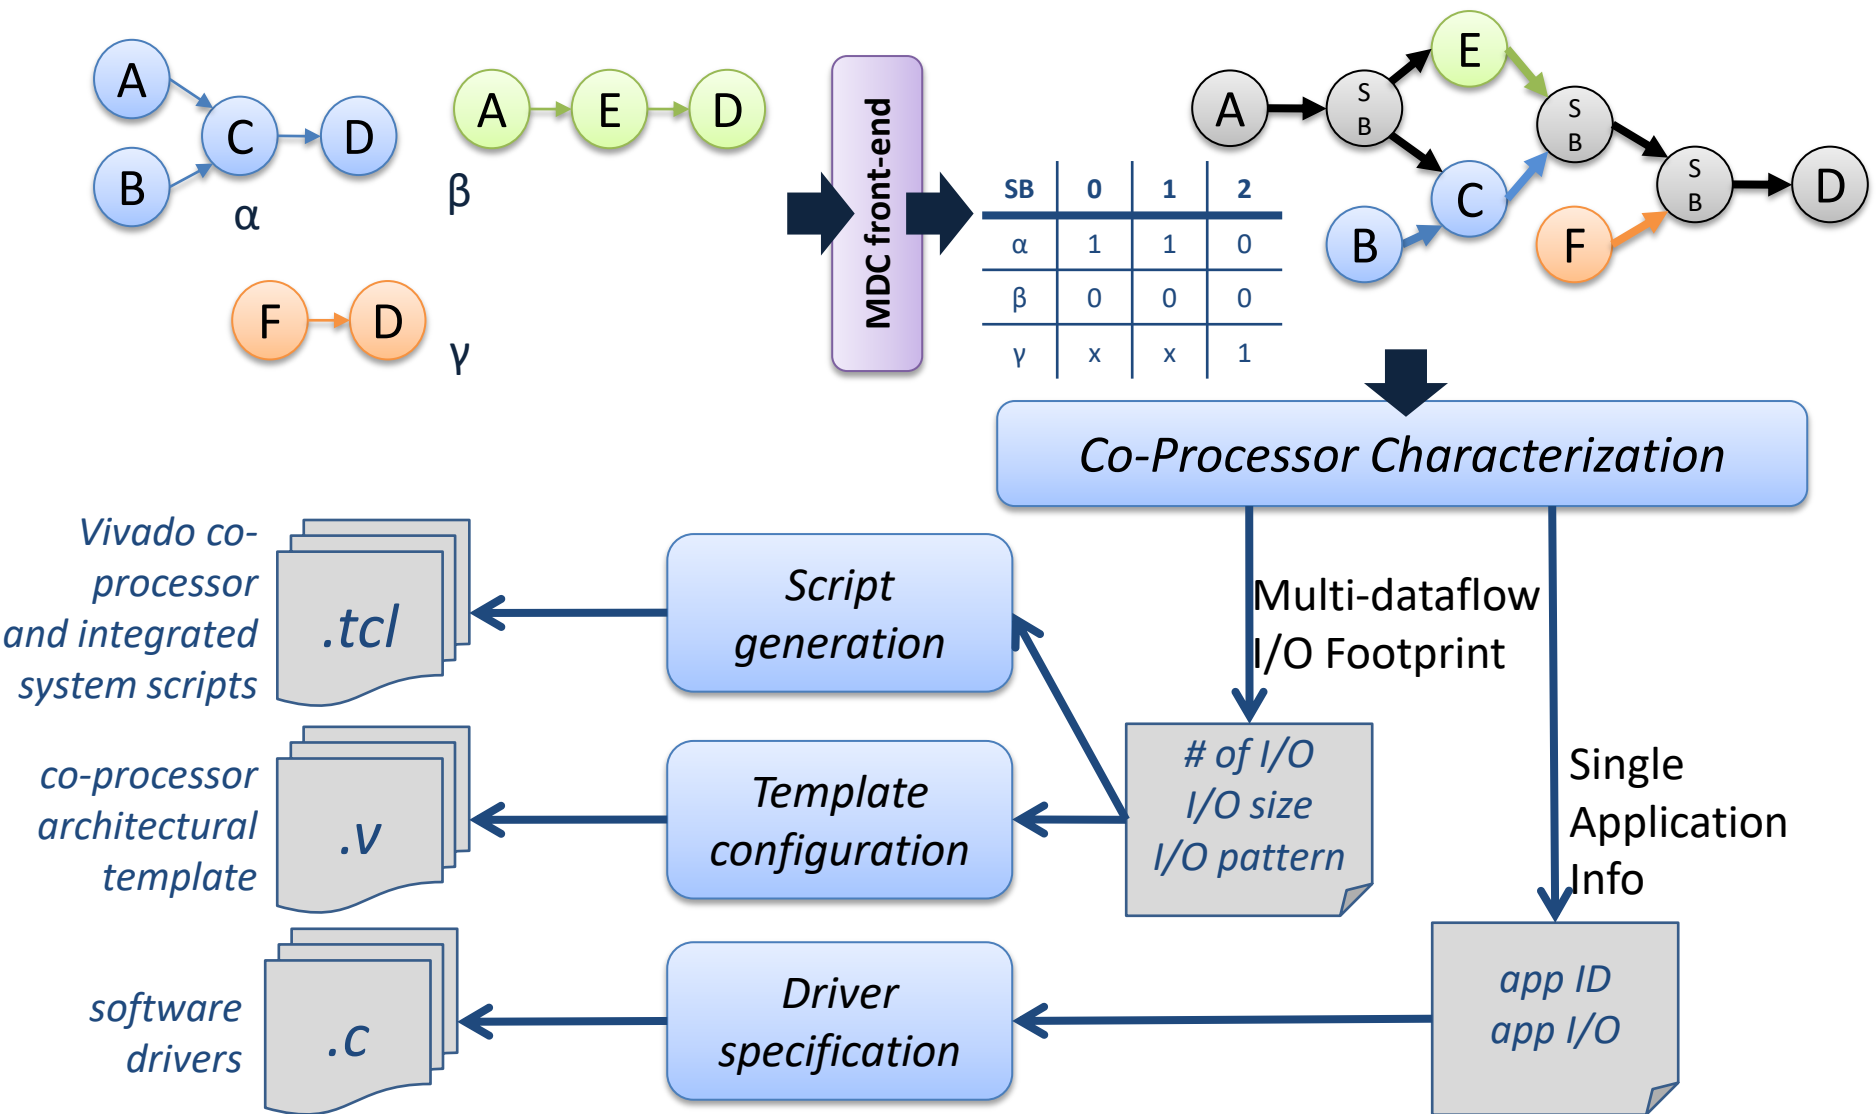 A
B
C
D
α
A
E
D
β
F
D
γ
MDC front-end
SB 0 1 2
α 1 1 0
β 0 0 0
γ x x 1
A
S
B
E
C
B
S
B
F
S
B
D
Co-Processor Characterization
Multi-dataflow
I/O Footprint
Single
Application
Info
# of I/O
I/O size
I/O pattern
app ID
app I/O
Script
generation
Template
configuration
Driver
specification
.tcl
.v
.c
Vivado co-
processor
and integrated
system scripts
co-processor
architectural
template
software
drivers